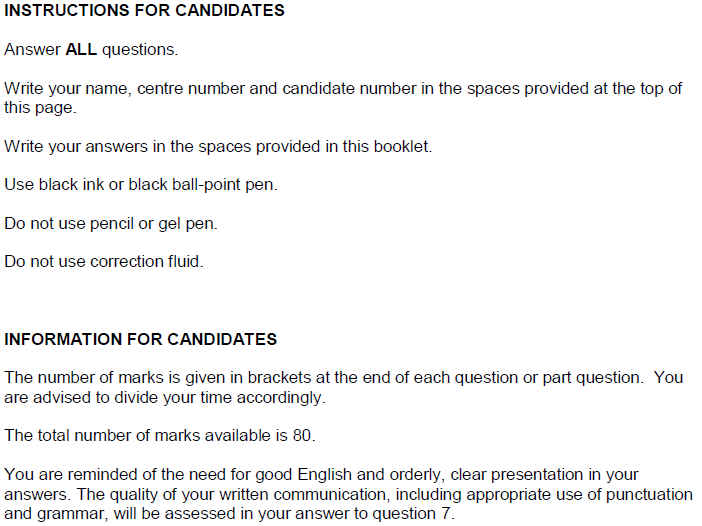 INSTRUCTIONS FOR CANDIDATES
Answer ALL questions.
Write your name, centre number and candidate number in the spaces provided at the top of
this page.
Write your answers in the spaces provided in this booklet.
Use black ink or black ball-point pen.
Do not use pencil or gel pen.
Do not use correction fluid.
INFORMATION FOR CANDIDATES
The number of marks is given in brackets at the end of each question or part question.  You
are advised to divide your time accordingly.
The total number of marks available is 80.
You are reminded of the need for good English and orderly, clear presentation in your
answers. The quality of your written communication, including appropriate use of punctuation
and grammar, will be assessed in your answer to question 7.